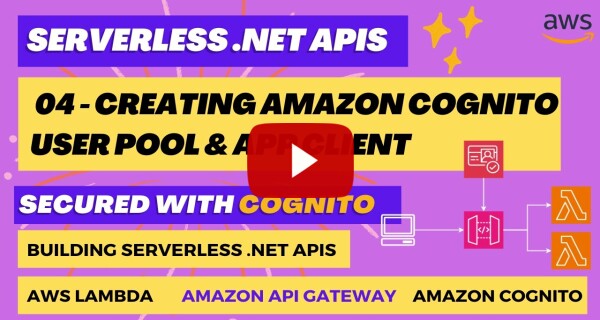 SERVERLESS .NET APIS
aws
04 - CREATING AMAZON COGNITO
USER POOL & APP CLIENT
SECURED WITH COGNITO
BUILDING SERVERLESS .NET APIS
AWS LAMBDA AMAZON API GATEWAY AMAZON COGNITO